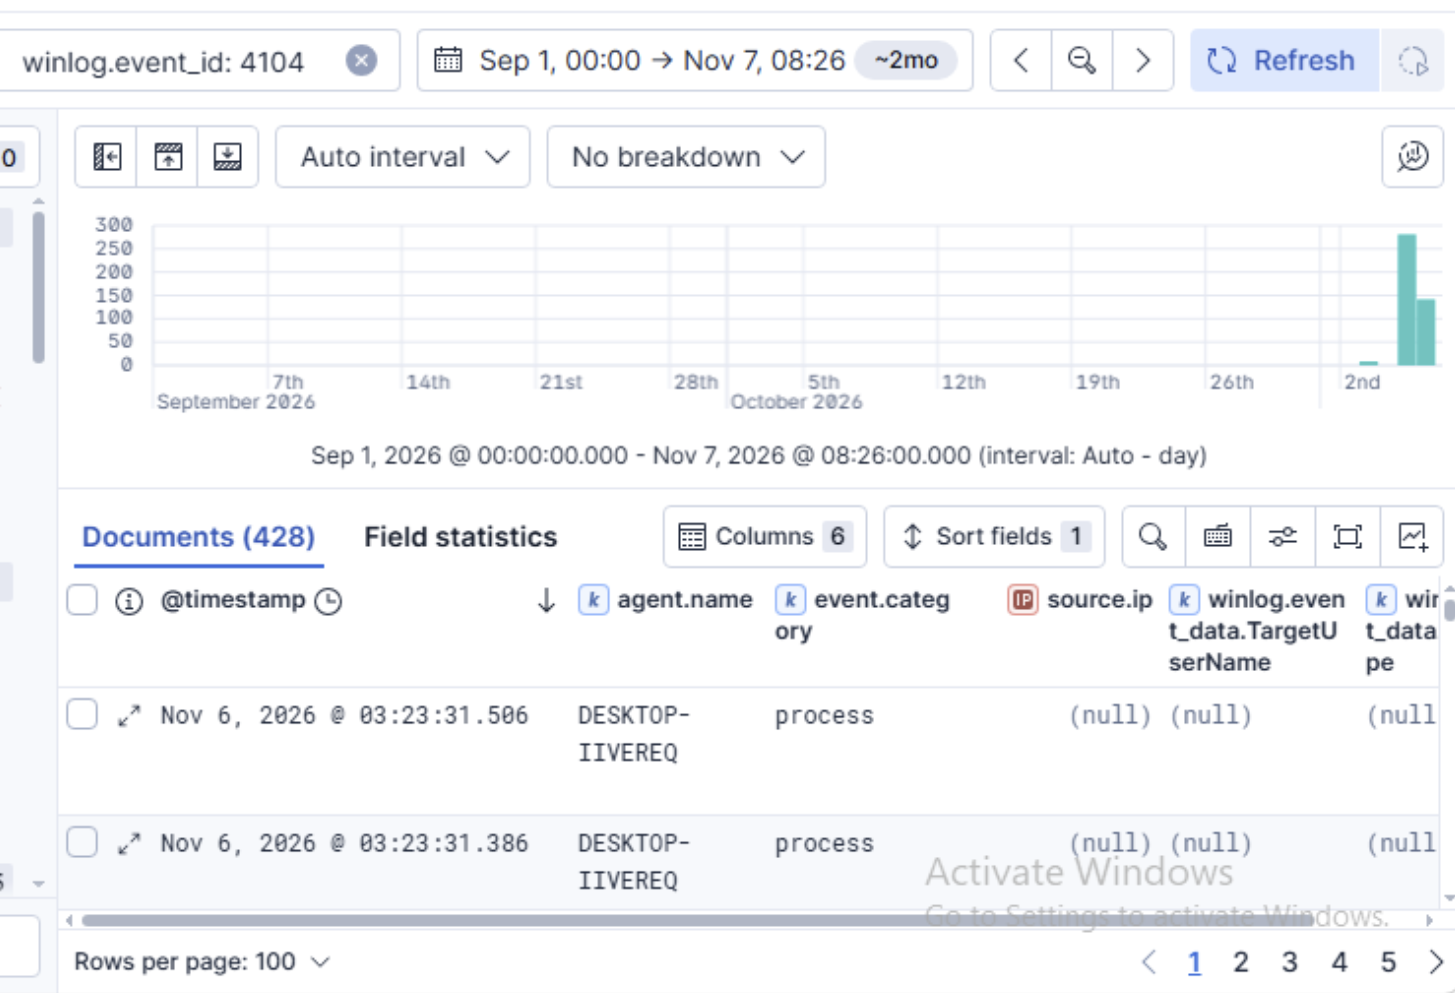 winlog.event_id: 4104
Sep 1, 00:00 → Nov 7, 08:26 ~2mo
Refresh
0
Auto interval
No breakdown
300
250
200
150
100
50
0
7th 14th 21st 28th 5th 12th 19th 26th 2nd
September 2026 October 2026
Sep 1, 2026 @ 00:00:00.000 - Nov 7, 2026 @ 08:26:00.000 (interval: Auto - day)
Documents (428) Field statistics Columns 6 Sort fields 1
@timestamp k agent.name k event.categ IP source.ip k winlog.even k
ory t_data.TargetU t_data
serName pe
Nov 6, 2026 @ 03:23:31.506 DESKTOP- process (null) (null) (null
IIVEREQ
Nov 6, 2026 @ 03:23:31.386 DESKTOP- process (null) (null) (null
IIVEREQ
Activate Windows
Go to Settings to activate Windows.
Rows per page: 100 1 2 3 4 5